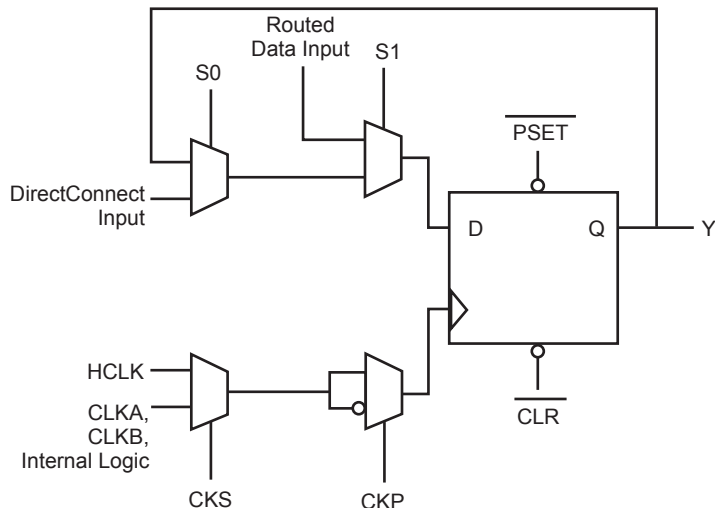 Routed
Data Input
S1
S0
PSET
DirectConnect
Input
D
Q
Y
HCLK
CLKA,
CLKB,
Internal Logic
CLR
CKS
CKP